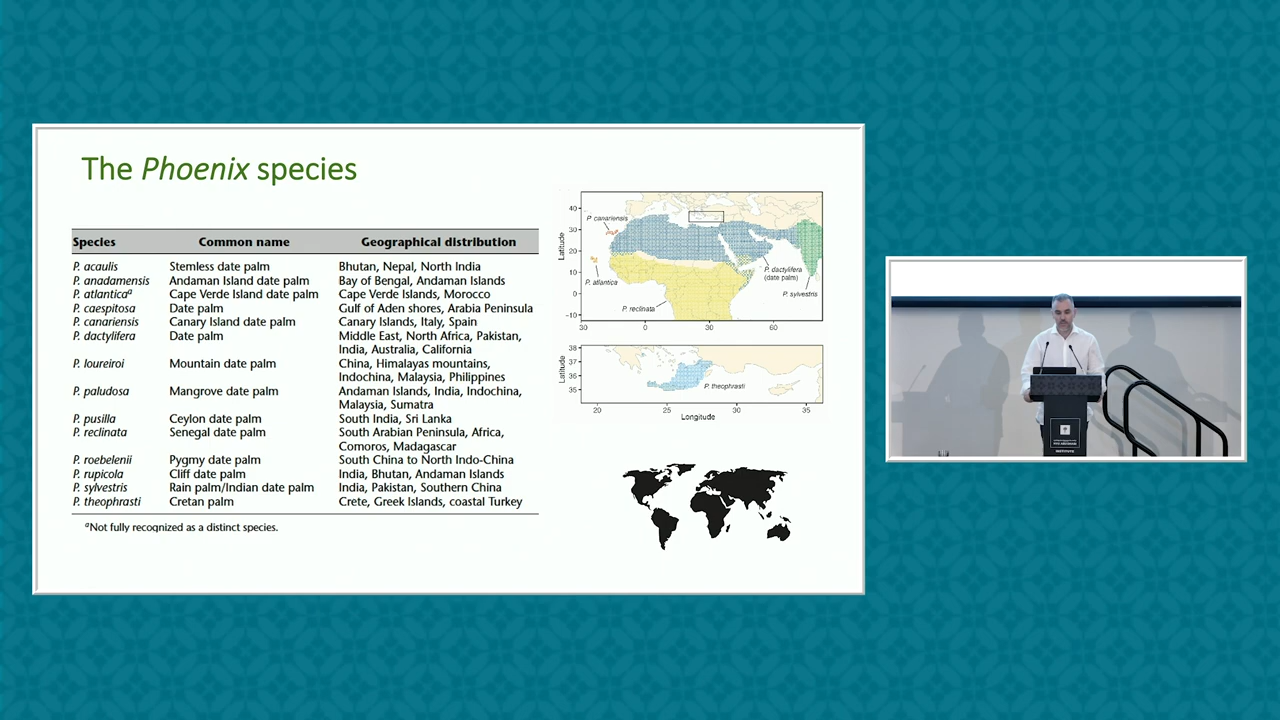 The Phoenix species
Species Common name Geographical distribution
P. acaulis Stemless date palm Bhutan, Nepal, North India
P. anadamensis Andaman Island date palm Bay of Bengal, Andaman Islands
P. atlanticaᵃ Cape Verde Island date palm Cape Verde Islands, Morocco
P. caespitosa Date palm Gulf of Aden shores, Arabia Peninsula
P. canariensis Canary Island date palm Canary Islands, Italy, Spain
P. dactylifera Date palm Middle East, North Africa, Pakistan,
India, Australia, California
P. loureiroi Mountain date palm China, Himalayas mountains,
Indochina, Malaysia, Philippines
P. paludosa Mangrove date palm Andaman Islands, India, Indochina,
Malaysia, Sumatra
P. pusilla Ceylon date palm South India, Sri Lanka
P. reclinata Senegal date palm South Arabian Peninsula, Africa,
Comoros, Madagascar
P. roebelenii Pygmy date palm South China to North Indo-China
P. rupicola Cliff date palm India, Bhutan, Andaman Islands
P. sylvestris Rain palm/Indian date palm India, Pakistan, Southern China
P. theophrasti Cretan palm Crete, Greek Islands, coastal Turkey
ᵃNot fully recognized as a distinct species.
Latitude
40
30
20
10
0
−10
30 0 30 60
P. canariensis
P. atlantica
P. reclinata
P. dactylifera
(date palm)
P. sylvestris
Latitude
38
37
36
35
P. theophrasti
20 25 30 35
Longitude
INSTITUTE